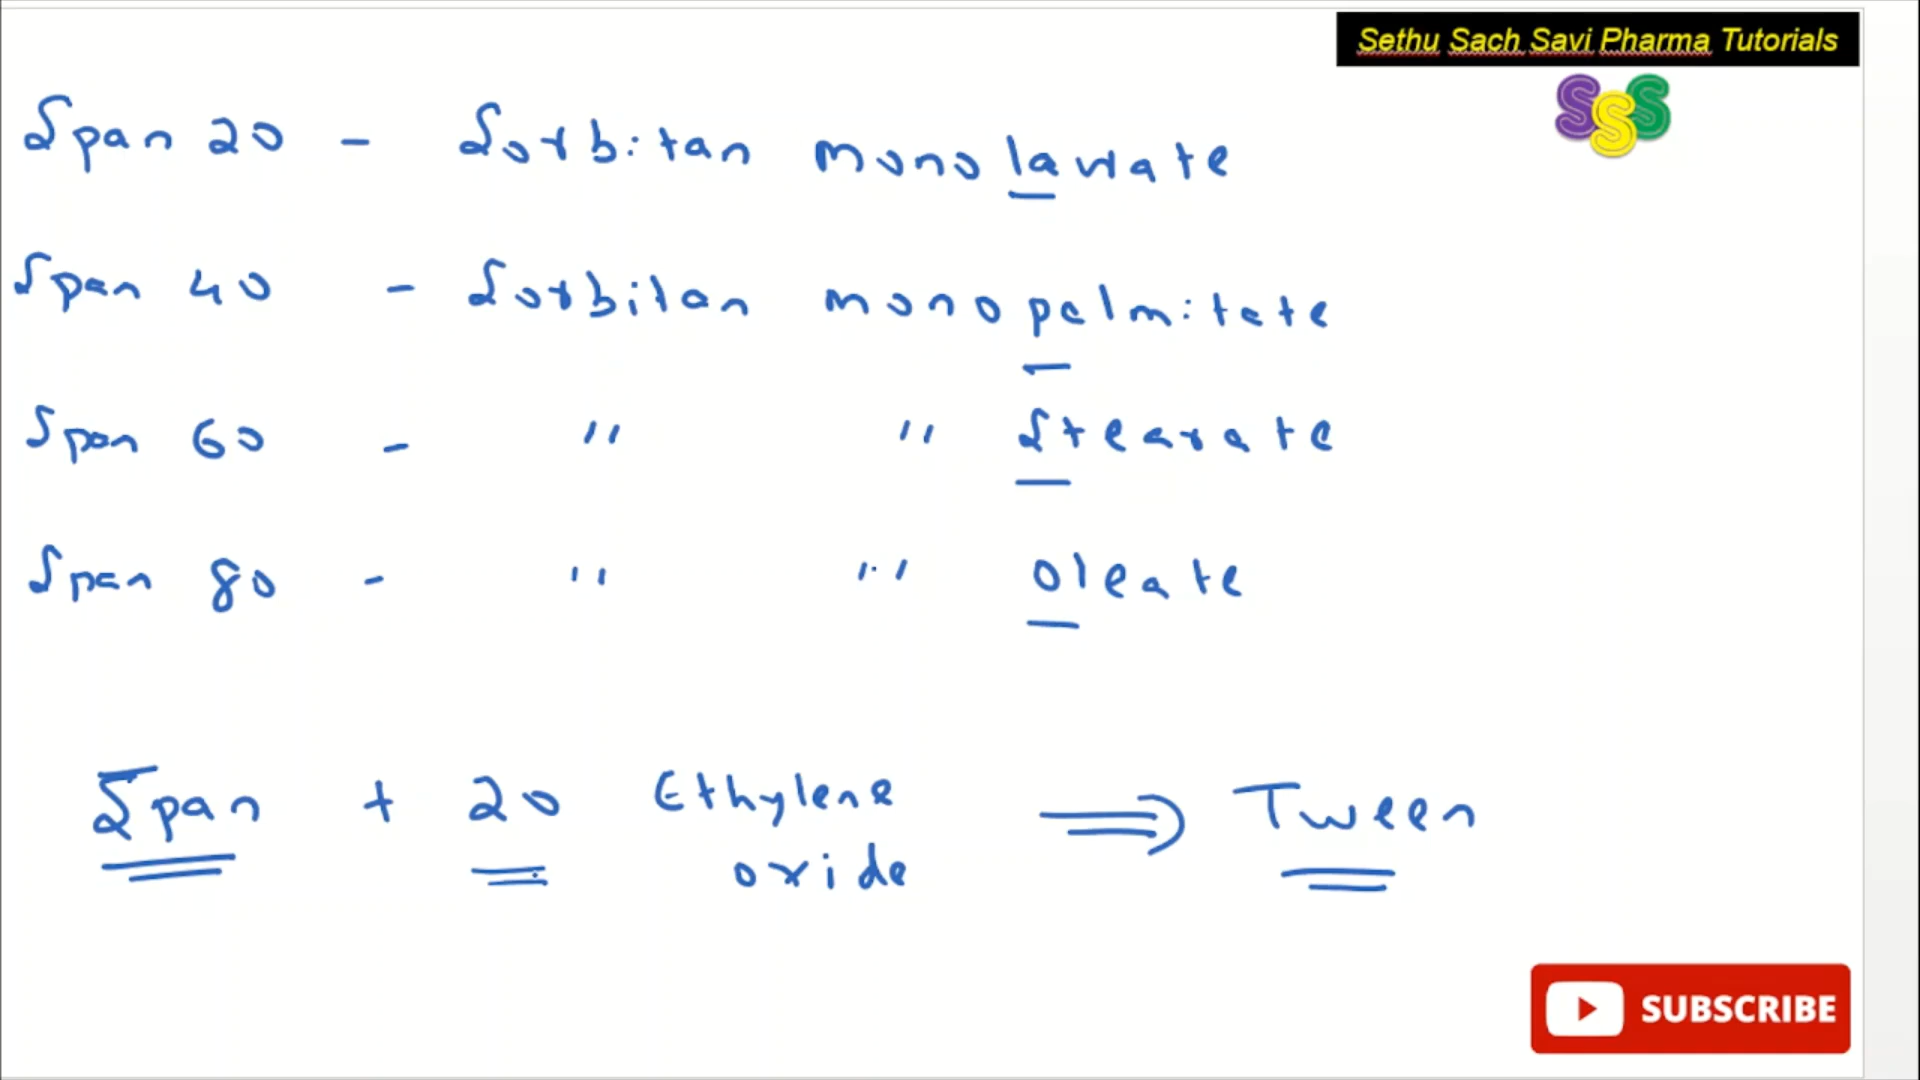 Sethu Sach Savi Pharma Tutorials
SSS
Span 20 - Sorbitan monolaurate
Span 40 - Sorbitan monopalmitate
Span 60 - " " Stearate
Span 80 - " " Oleate
Span + 20 Ethylene oxide ⇒ Tween
SUBSCRIBE